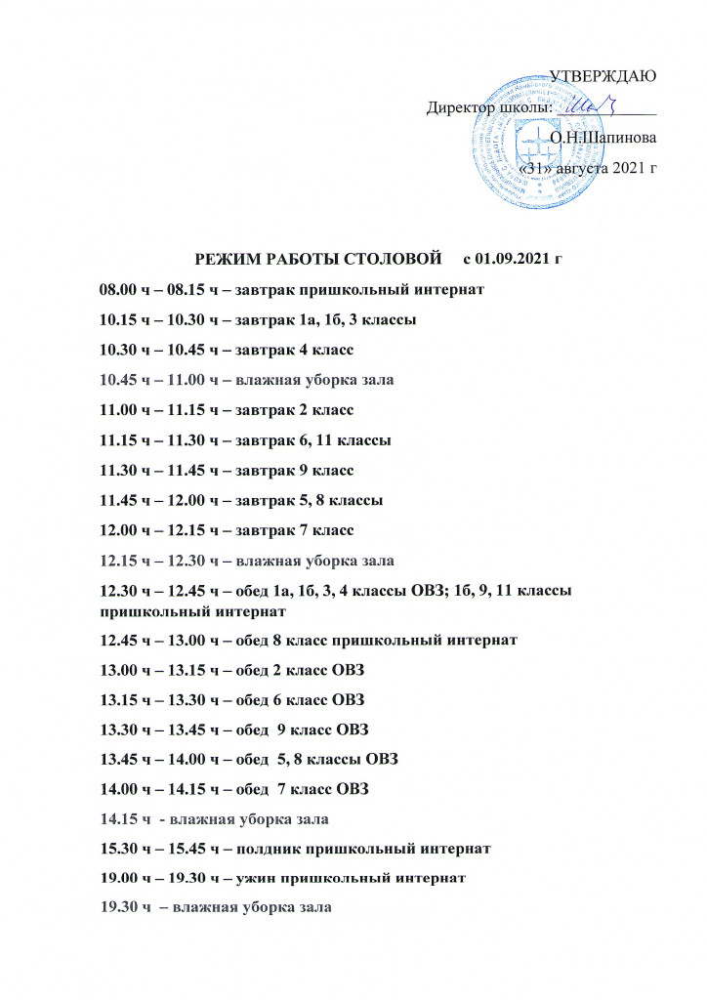 УТВЕРЖДАЮ
Директор школы:
О.Н.Шапинова
«31» августа 2021 г
РЕЖИМ РАБОТЫ СТОЛОВОЙ с 01.09.2021 г
08.00 ч – 08.15 ч – завтрак пришкольный интернат
10.15 ч – 10.30 ч – завтрак 1а, 1б, 3 классы
10.30 ч – 10.45 ч – завтрак 4 класс
10.45 ч – 11.00 ч – влажная уборка зала
11.00 ч – 11.15 ч – завтрак 2 класс
11.15 ч – 11.30 ч – завтрак 6, 11 классы
11.30 ч – 11.45 ч – завтрак 9 класс
11.45 ч – 12.00 ч – завтрак 5, 8 классы
12.00 ч – 12.15 ч – завтрак 7 класс
12.15 ч – 12.30 ч – влажная уборка зала
12.30 ч – 12.45 ч – обед 1а, 1б, 3, 4 классы ОВЗ; 1б, 9, 11 классы
пришкольный интернат
12.45 ч – 13.00 ч – обед 8 класс пришкольный интернат
13.00 ч – 13.15 ч – обед 2 класс ОВЗ
13.15 ч – 13.30 ч – обед 6 класс ОВЗ
13.30 ч – 13.45 ч – обед 9 класс ОВЗ
13.45 ч – 14.00 ч – обед 5, 8 классы ОВЗ
14.00 ч – 14.15 ч – обед 7 класс ОВЗ
14.15 ч - влажная уборка зала
15.30 ч – 15.45 ч – полдник пришкольный интернат
19.00 ч – 19.30 ч – ужин пришкольный интернат
19.30 ч – влажная уборка зала